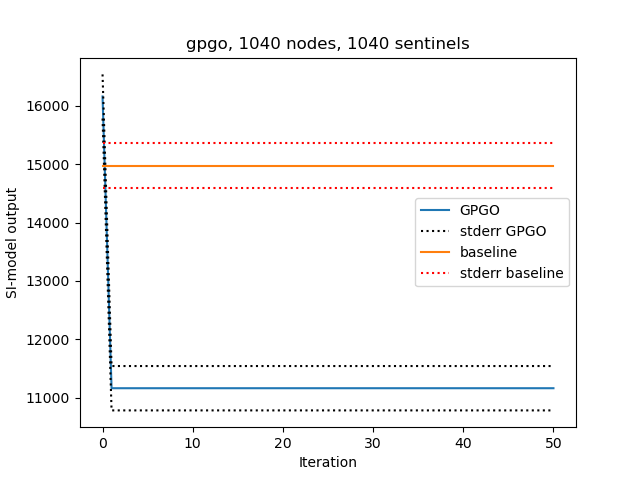 gpgo, 1040 nodes, 1040 sentinels
SI-model output
16000
15000
14000
13000
12000
11000
GPGO
stderr GPGO
baseline
stderr baseline
0 10 20 30 40 50
Iteration